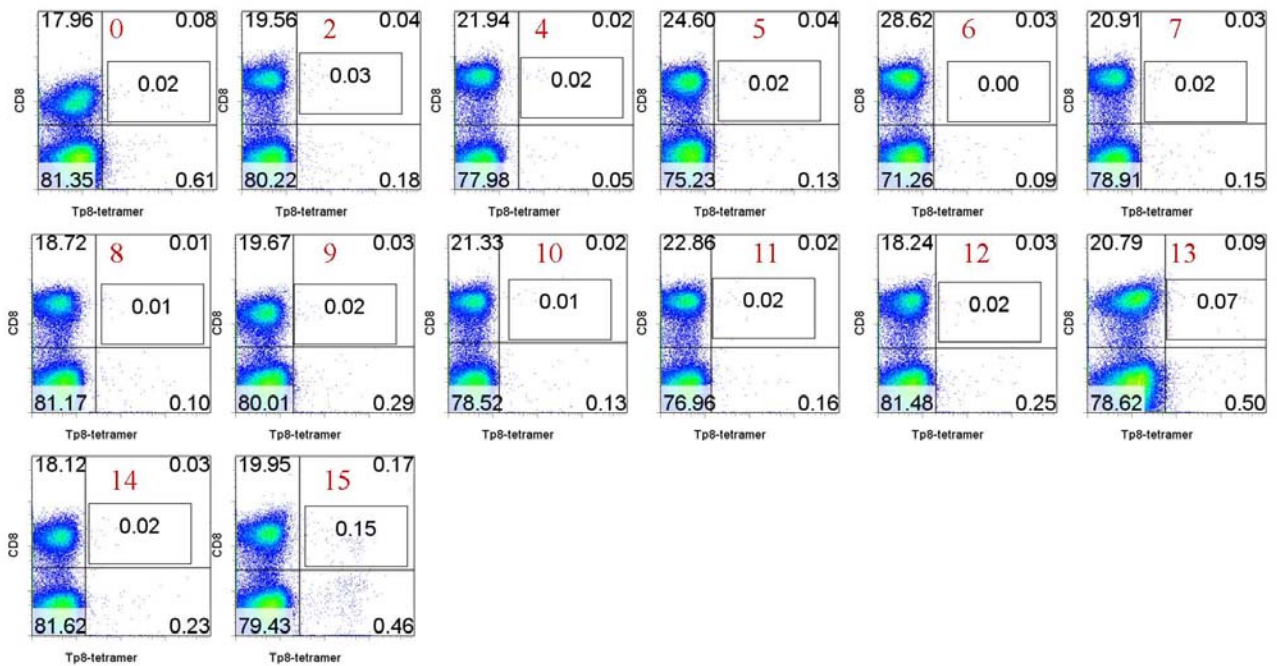 17.96 0 0.08
CD8
0.02
81.35 0.61
Tp8-tetramer
19.56 2 0.04
CD8
0.03
80.22 0.18
Tp8-tetramer
21.94 4 0.02
CD8
0.02
77.98 0.05
Tp8-tetramer
24.60 5 0.04
CD8
0.02
75.23 0.13
Tp8-tetramer
28.62 6 0.03
CD8
0.00
71.26 0.09
Tp8-tetramer
20.91 7 0.03
CD8
0.02
78.91 0.15
Tp8-tetramer
18.72 8 0.01
CD8
0.01
81.17 0.10
Tp8-tetramer
19.67 9 0.03
CD8
0.02
80.01 0.29
Tp8-tetramer
21.33 10 0.02
CD8
0.01
78.52 0.13
Tp8-tetramer
22.86 11 0.02
CD8
0.02
76.96 0.16
Tp8-tetramer
18.24 12 0.03
CD8
0.02
81.48 0.25
Tp8-tetramer
20.79 13 0.09
CD8
0.07
78.62 0.50
Tp8-tetramer
18.12 14 0.03
CD8
0.02
81.62 0.23
Tp8-tetramer
19.95 15 0.17
CD8
0.15
79.43 0.46
Tp8-tetramer